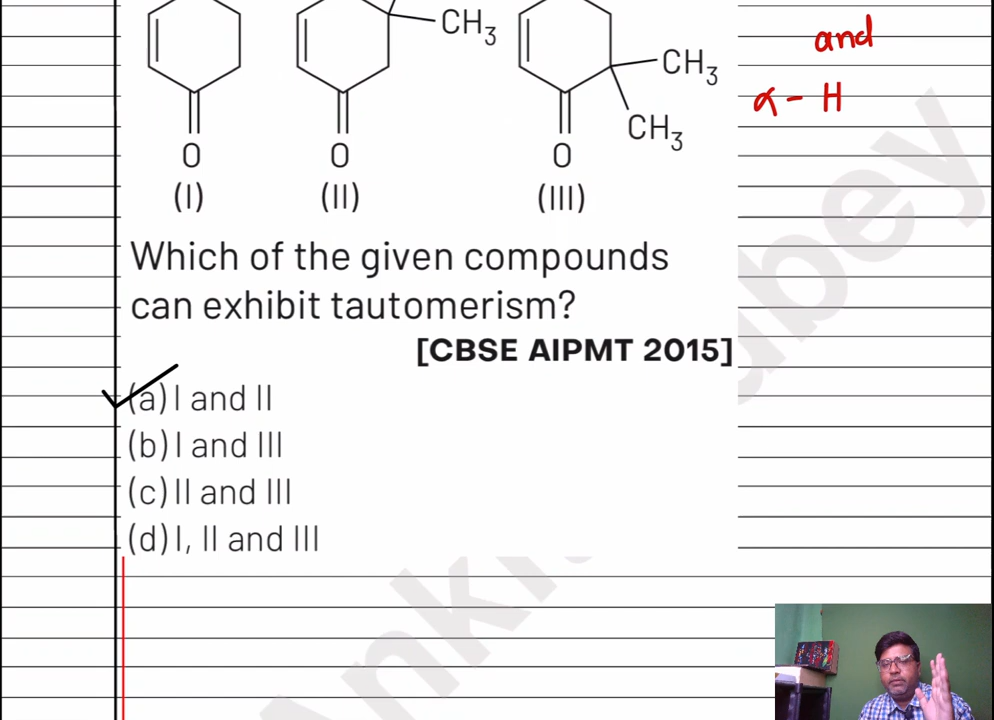 and
CH3
CH3
α - H
CH3
O
O
O
(I)
(II)
(III)
Which of the given compounds
can exhibit tautomerism?
[CBSE AIPMT 2015]
(a) I and II
(b) I and III
(c) II and III
(d) I, II and III